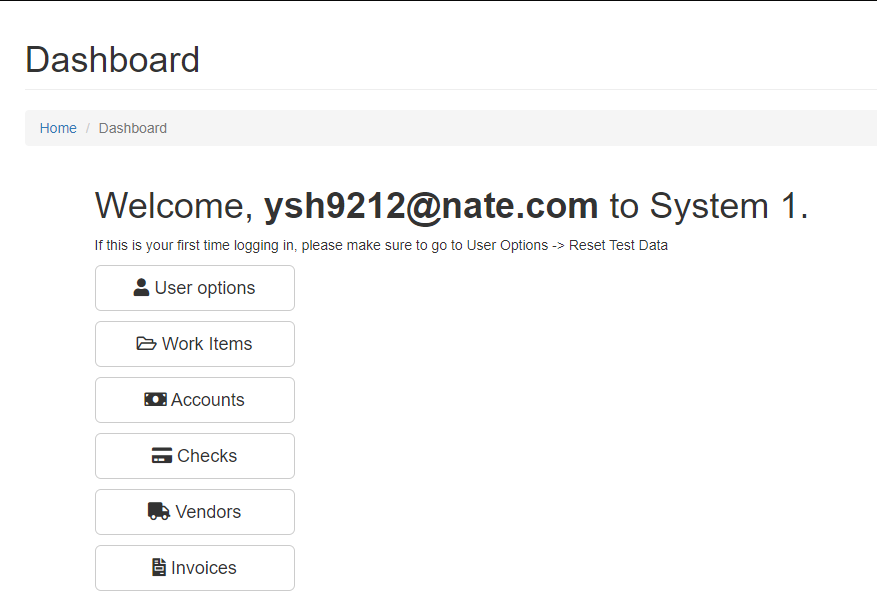 Dashboard
Home / Dashboard
Welcome, ysh9212@nate.com to System 1.
If this is your first time logging in, please make sure to go to User Options -> Reset Test Data
User options
Work Items
Accounts
Checks
Vendors
Invoices